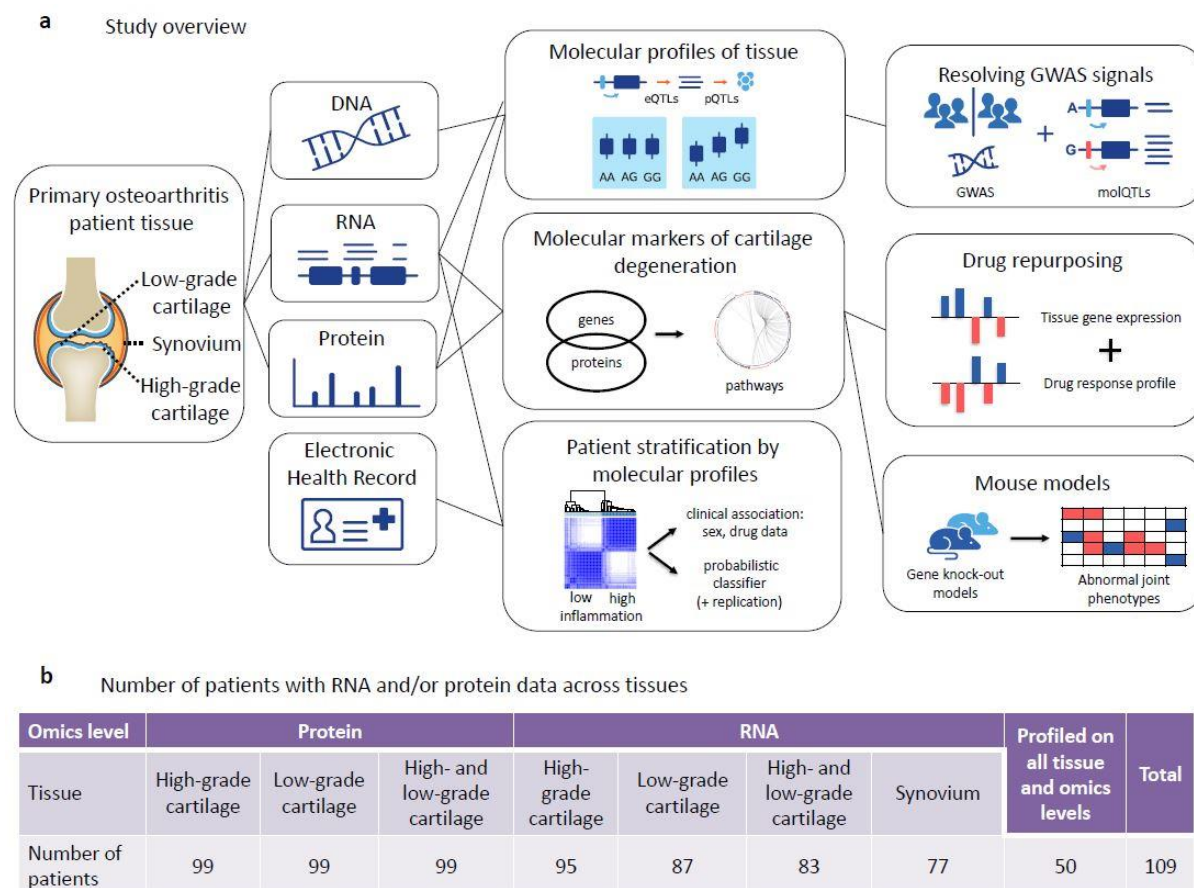 a Study overview
Primary osteoarthritis
patient tissue
Low-grade
cartilage
Synovium
High-grade
cartilage
DNA
RNA
Protein
Electronic
Health Record
Molecular profiles of tissue
eQTLs pQTLs
AA AG GG AA AG GG
Molecular markers of cartilage
degeneration
genes
proteins
pathways
Patient stratification by
molecular profiles
low high
inflammation
clinical association:
sex, drug data
probabilistic
classifier
(+ replication)
Resolving GWAS signals
A
+
G
GWAS molQTLs
Drug repurposing
Tissue gene expression
+
Drug response profile
Mouse models
Gene knock-out
models
Abnormal joint
phenotypes
b Number of patients with RNA and/or protein data across tissues
Omics level Protein RNA Profiled on all tissue and omics levels Total
Tissue High-grade cartilage Low-grade cartilage High- and low-grade cartilage High-grade cartilage Low-grade cartilage High- and low-grade cartilage Synovium
Number of patients 99 99 99 95 87 83 77 50 109